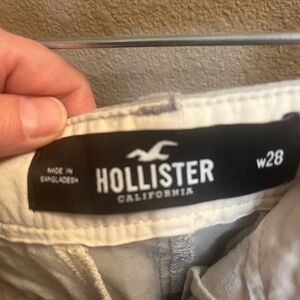 MADE IN
BANGLADESH
HOLLISTER
CALIFORNIA
W28